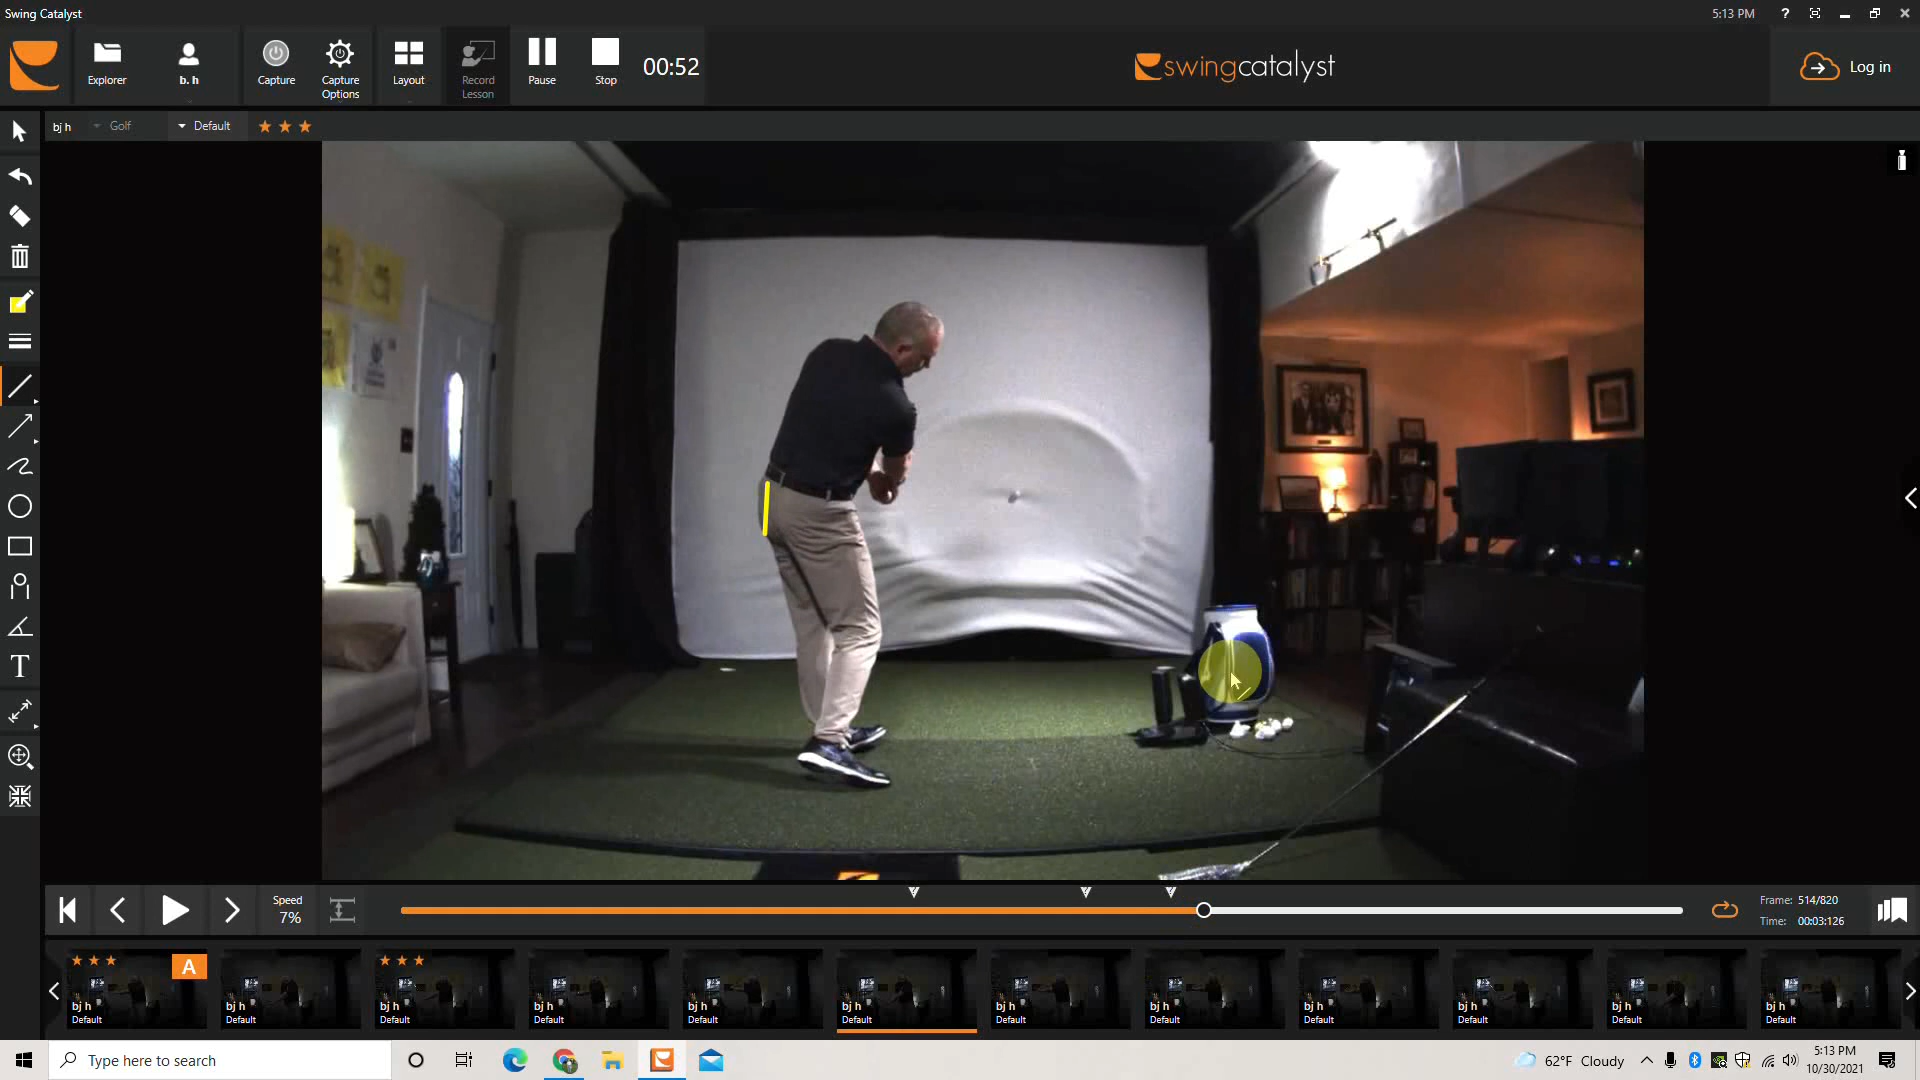 Swing Catalyst
5:13 PM
?
Explorer
b. h
Capture
Capture
Options
Layout
Record
Lesson
Pause
Stop
00:52
swingcatalyst
Log in
bj h
Golf
Default
T
Speed
7%
Frame: 514/820
Time: 00:03:126
A
bj h
Default
bj h
Default
bj h
Default
bj h
Default
bj h
Default
bj h
Default
bj h
Default
bj h
Default
bj h
Default
bj h
Default
bj h
Default
bj h
Default
Type here to search
62°F Cloudy
5:13 PM
10/30/2021